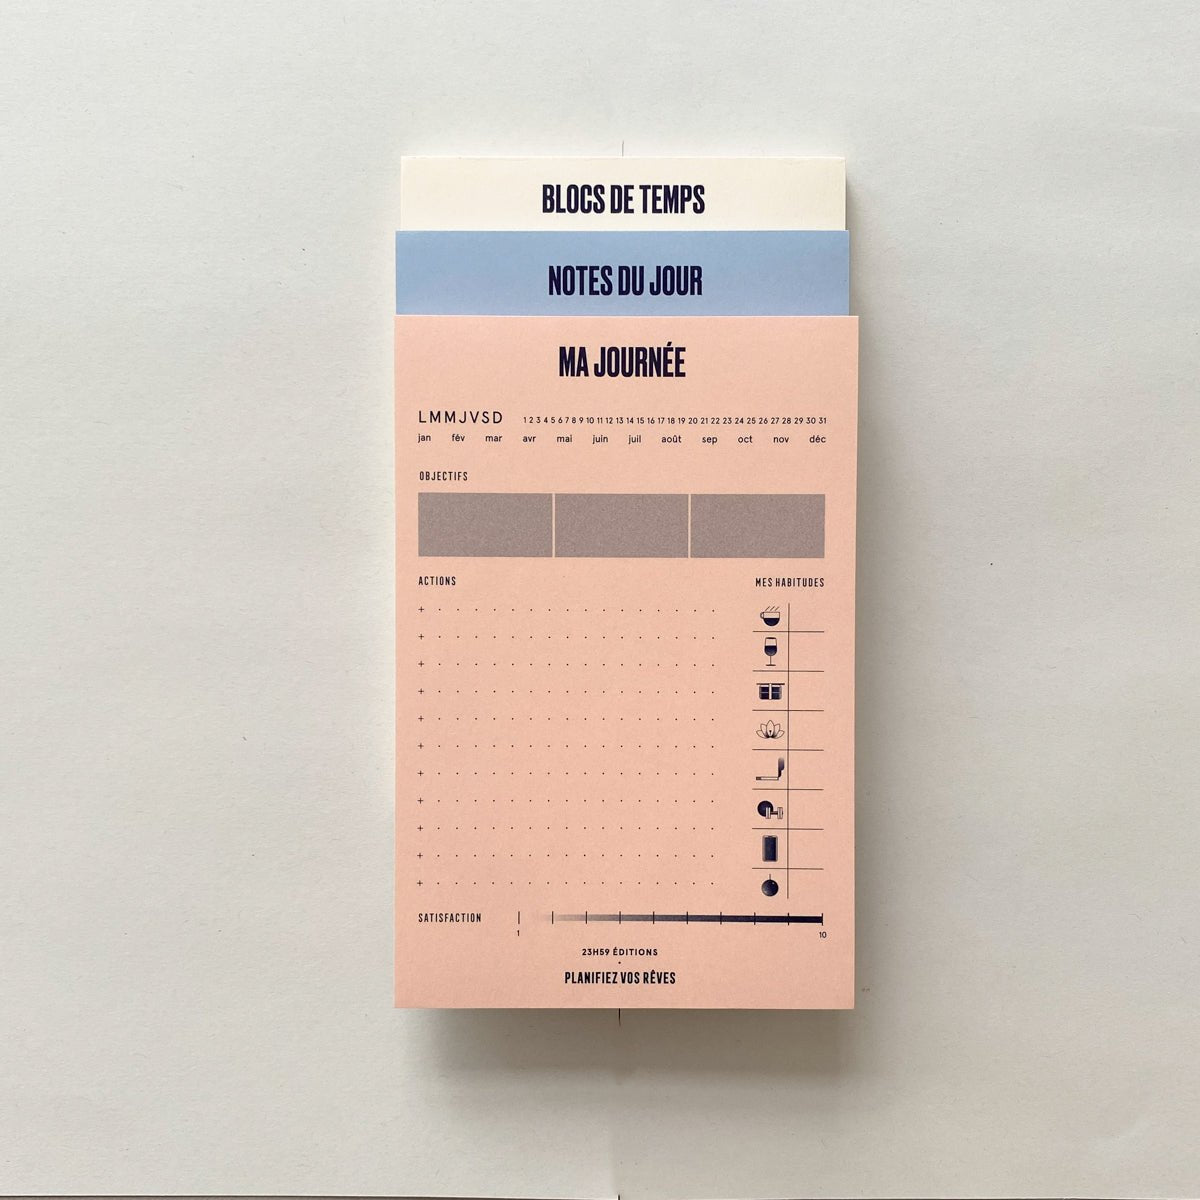 BLOCS DE TEMPS
NOTES DU JOUR
MA JOURNÉE
L M M J V S D 1 2 3 4 5 6 7 8 9 10 11 12 13 14 15 16 17 18 19 20 21 22 23 24 25 26 27 28 29 30 31
jan fév mar avr mai juin juil août sep oct nov déc
OBJECTIFS
ACTIONS MES HABITUDES
SATISFACTION
1 10
23H59 ÉDITIONS
PLANIFIEZ VOS RÊVES